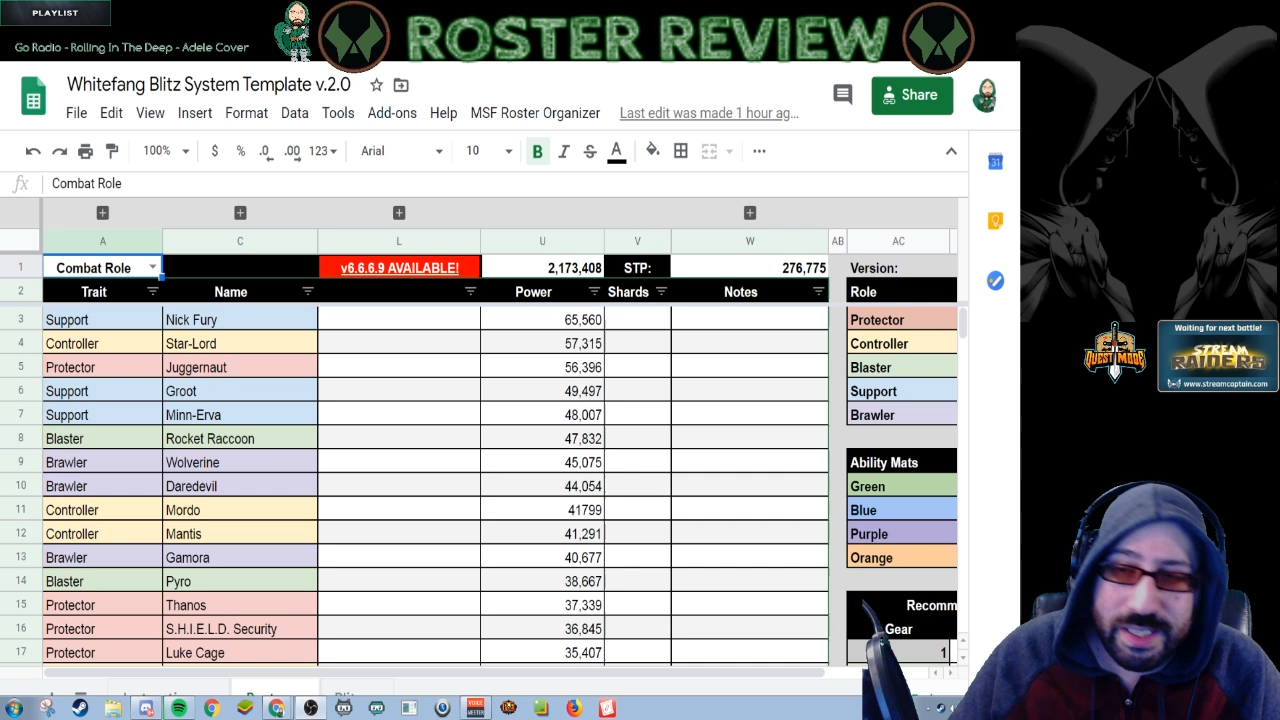 PLAYLIST
Go Radio - Rolling In The Deep - Adele Cover
ROSTER REVIEW
Whitefang Blitz System Template v.2.0
Share
File Edit View Insert Format Data Tools Add-ons Help MSF Roster Organizer Last edit was made 1 hour ag...
100% $ % .0 .00 123 Arial 10 B I S A ...
31
fx Combat Role
A C L U V W AB AC
1 Combat Role v6.6.6.9 AVAILABLE! 2,173,408 STP: 276,775 Version:
2 Trait Name Power Shards Notes Role
3 Support Nick Fury 65,560 Protector
4 Controller Star-Lord 57,315 Controller
5 Protector Juggernaut 56,396 Blaster
6 Support Groot 49,497 Support
7 Support Minn-Erva 48,007 Brawler
8 Blaster Rocket Raccoon 47,832
9 Brawler Wolverine 45,075 Ability Mats
10 Brawler Daredevil 44,054 Green
11 Controller Mordo 41799 Blue
12 Controller Mantis 41,291 Purple
13 Brawler Gamora 40,677 Orange
14 Blaster Pyro 38,667
15 Protector Thanos 37,339 Recomm
16 Protector S.H.I.E.L.D. Security 36,845 Gear
17 Protector Luke Cage 35,407 1
QUEST MODE
Waiting for next battle!
STREAM
RAIDERS
www.streamcaptain.com
VOICE
MEETER